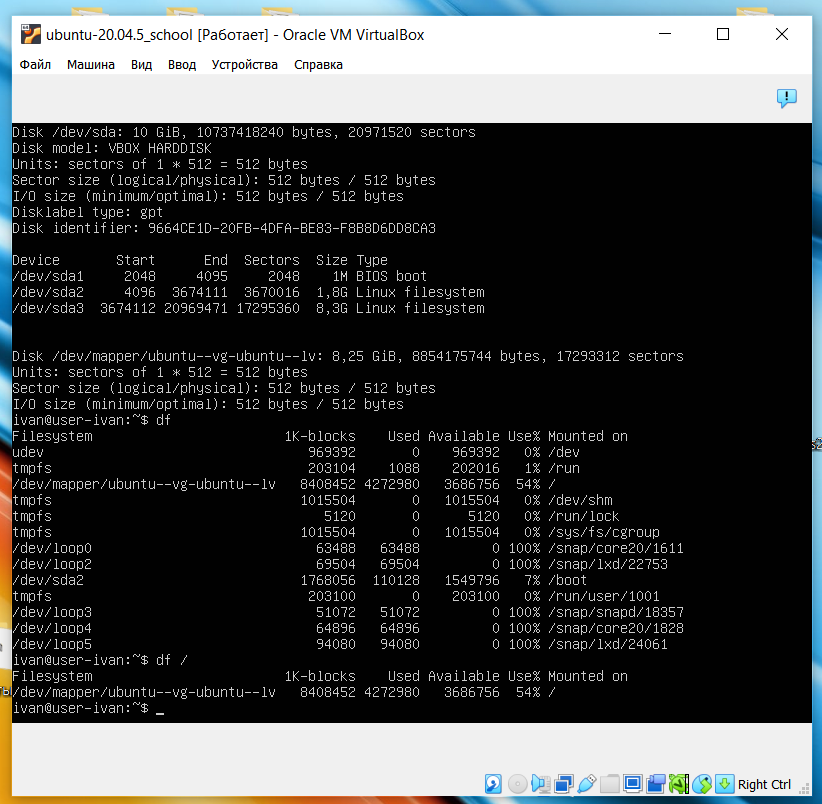 ubuntu-20.04.5_school [Работает] - Oracle VM VirtualBox
Файл Машина Вид Ввод Устройства Справка
Disk /dev/sda: 10 GiB, 10737418240 bytes, 20971520 sectors
Disk model: VBOX HARDDISK
Units: sectors of 1 * 512 = 512 bytes
Sector size (logical/physical): 512 bytes / 512 bytes
I/O size (minimum/optimal): 512 bytes / 512 bytes
Disklabel type: gpt
Disk identifier: 9664CE1D-20FB-4DFA-BE83-F8B8D6DD8CA3
Device Start End Sectors Size Type
/dev/sda1 2048 4095 2048 1M BIOS boot
/dev/sda2 4096 3674111 3670016 1,8G Linux filesystem
/dev/sda3 3674112 20969471 17295360 8,3G Linux filesystem
Disk /dev/mapper/ubuntu--vg-ubuntu--lv: 8,25 GiB, 8854175744 bytes, 17293312 sectors
Units: sectors of 1 * 512 = 512 bytes
Sector size (logical/physical): 512 bytes / 512 bytes
I/O size (minimum/optimal): 512 bytes / 512 bytes
ivan@user-ivan:~$ df
Filesystem 1K-blocks Used Available Use% Mounted on
udev 969392 0 969392 0% /dev
tmpfs 203104 1088 202016 1% /run
/dev/mapper/ubuntu--vg-ubuntu--lv 8408452 4272980 3686756 54% /
tmpfs 1015504 0 1015504 0% /dev/shm
tmpfs 5120 0 5120 0% /run/lock
tmpfs 1015504 0 1015504 0% /sys/fs/cgroup
/dev/loop0 63488 63488 0 100% /snap/core20/1611
/dev/loop2 69504 69504 0 100% /snap/lxd/22753
/dev/sda2 1768056 110128 1549796 7% /boot
tmpfs 203100 0 203100 0% /run/user/1001
/dev/loop3 51072 51072 0 100% /snap/snapd/18357
/dev/loop4 64896 64896 0 100% /snap/core20/1828
/dev/loop5 94080 94080 0 100% /snap/lxd/24061
ivan@user-ivan:~$ df /
Filesystem 1K-blocks Used Available Use% Mounted on
/dev/mapper/ubuntu--vg-ubuntu--lv 8408452 4272980 3686756 54% /
ivan@user-ivan:~$ _
Right Ctrl